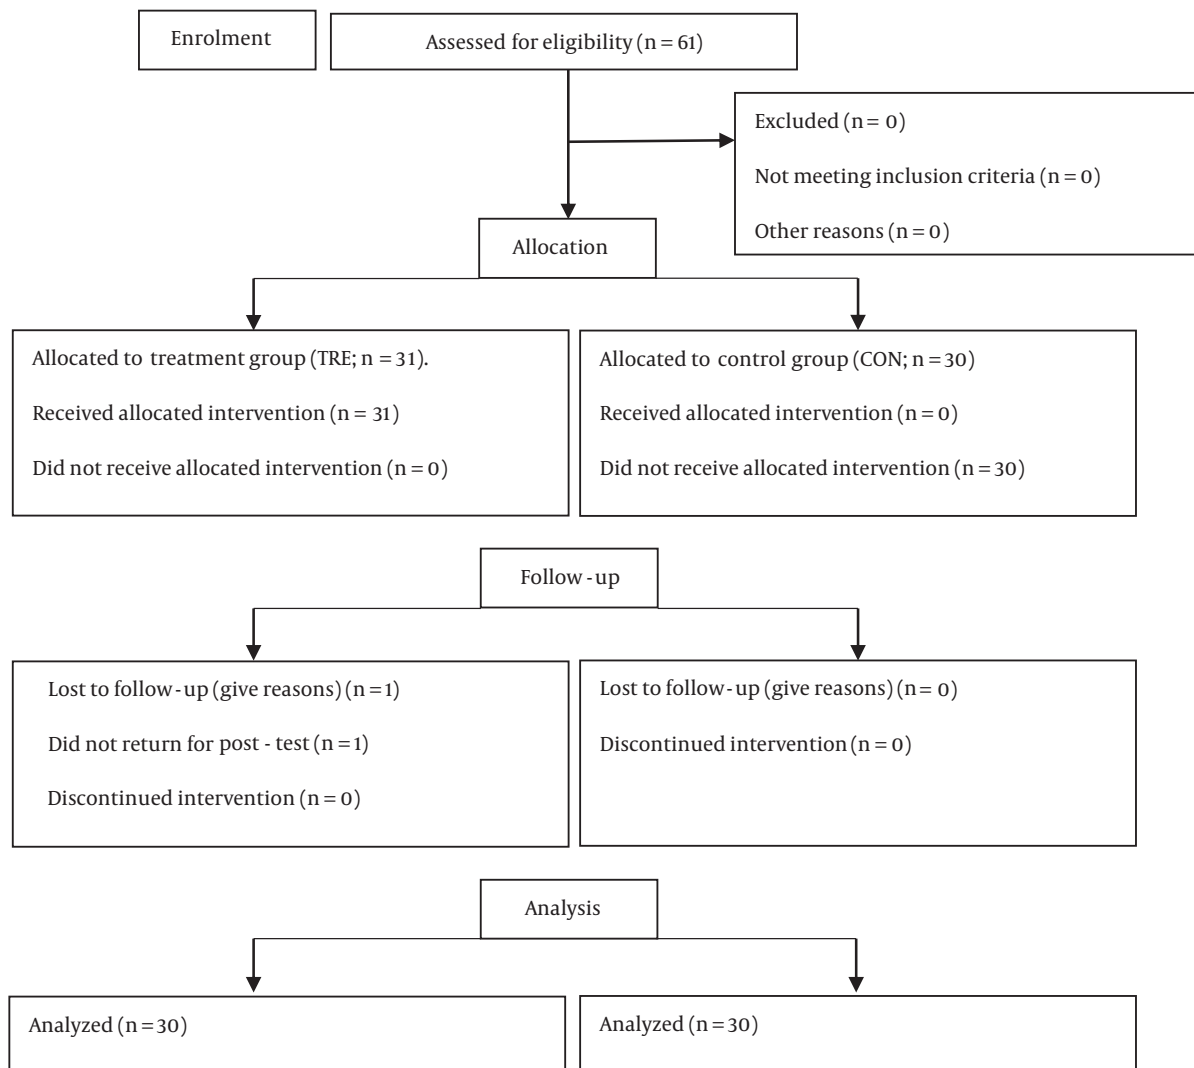 Enrolment
Assessed for eligibility (n = 61)
Excluded (n = 0)
Not meeting inclusion criteria (n = 0)
Other reasons (n = 0)
Allocation
Allocated to treatment group (TRE; n = 31).
Received allocated intervention (n = 31)
Did not receive allocated intervention (n = 0)
Allocated to control group (CON; n = 30)
Received allocated intervention (n = 0)
Did not receive allocated intervention (n = 30)
Follow - up
Lost to follow - up (give reasons) (n = 1)
Did not return for post - test (n = 1)
Discontinued intervention (n = 0)
Lost to follow - up (give reasons) (n = 0)
Discontinued intervention (n = 0)
Analysis
Analyzed (n = 30)
Analyzed (n = 30)